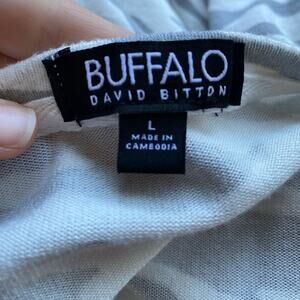 BUFFALO
DAVID BITTON
L
MADE IN
CAMBODIA